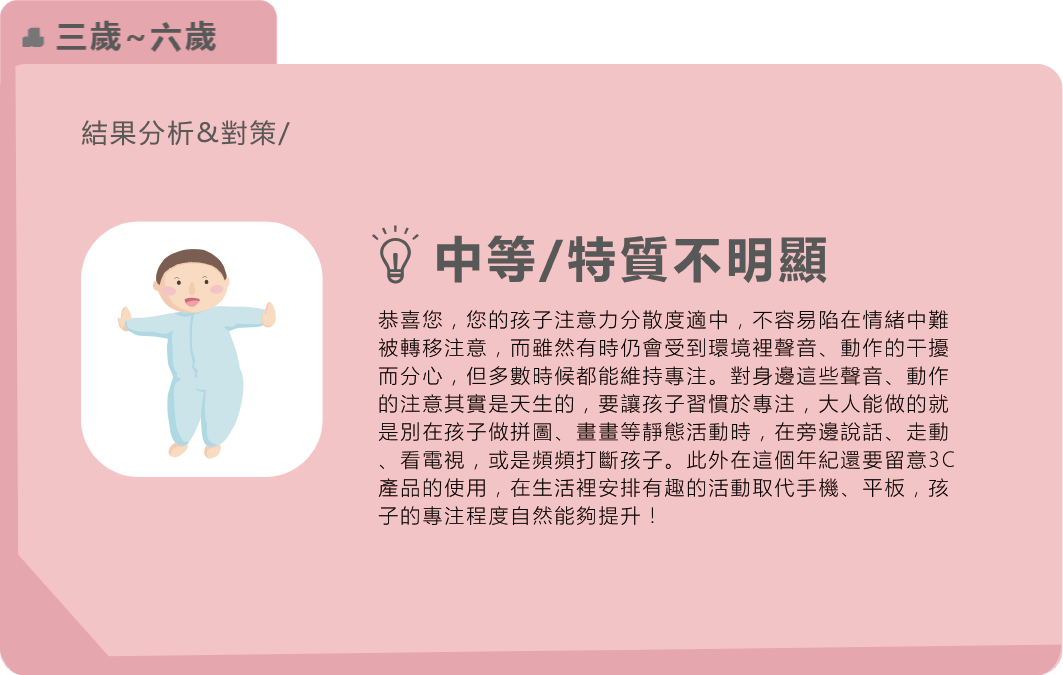 三歲~六歲
結果分析&對策/
中等/特質不明顯
恭喜您，您的孩子注意力分散度適中，不容易陷在情緒中難
被轉移注意，而雖然有時仍會受到環境裡聲音、動作的干擾
而分心，但多數時候都能維持專注。對身邊這些聲音、動作
的注意其實是天生的，要讓孩子習慣於專注，大人能做的就
是別在孩子做拼圖、畫畫等靜態活動時，在旁邊說話、走動
、看電視，或是頻頻打斷孩子。此外在這個年紀還要留意3C
產品的使用，在生活裡安排有趣的活動取代手機、平板，孩
子的專注程度自然能夠提升！